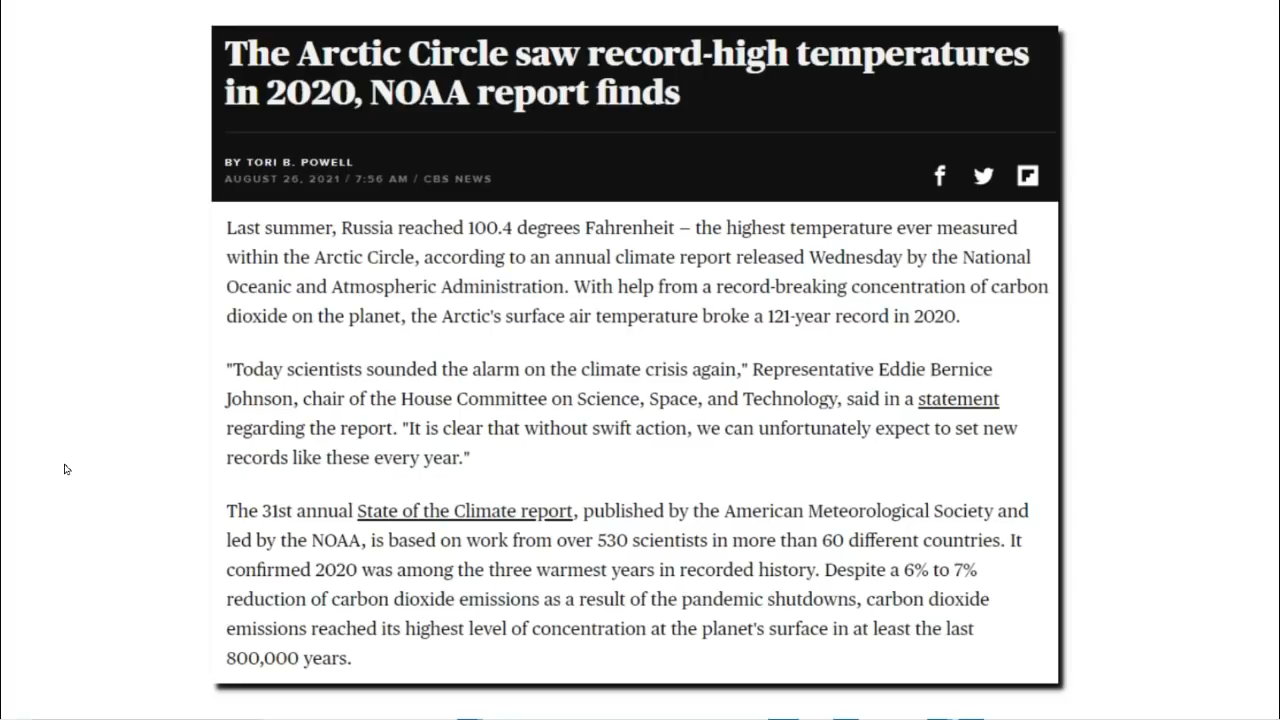 The Arctic Circle saw record-high temperatures
in 2020, NOAA report finds
BY TORI B. POWELL
AUGUST 26, 2021 / 7:56 AM / CBS NEWS
Last summer, Russia reached 100.4 degrees Fahrenheit – the highest temperature ever measured
within the Arctic Circle, according to an annual climate report released Wednesday by the National
Oceanic and Atmospheric Administration. With help from a record-breaking concentration of carbon
dioxide on the planet, the Arctic's surface air temperature broke a 121-year record in 2020.
"Today scientists sounded the alarm on the climate crisis again," Representative Eddie Bernice
Johnson, chair of the House Committee on Science, Space, and Technology, said in a statement
regarding the report. "It is clear that without swift action, we can unfortunately expect to set new
records like these every year."
The 31st annual State of the Climate report, published by the American Meteorological Society and
led by the NOAA, is based on work from over 530 scientists in more than 60 different countries. It
confirmed 2020 was among the three warmest years in recorded history. Despite a 6% to 7%
reduction of carbon dioxide emissions as a result of the pandemic shutdowns, carbon dioxide
emissions reached its highest level of concentration at the planet's surface in at least the last
800,000 years.